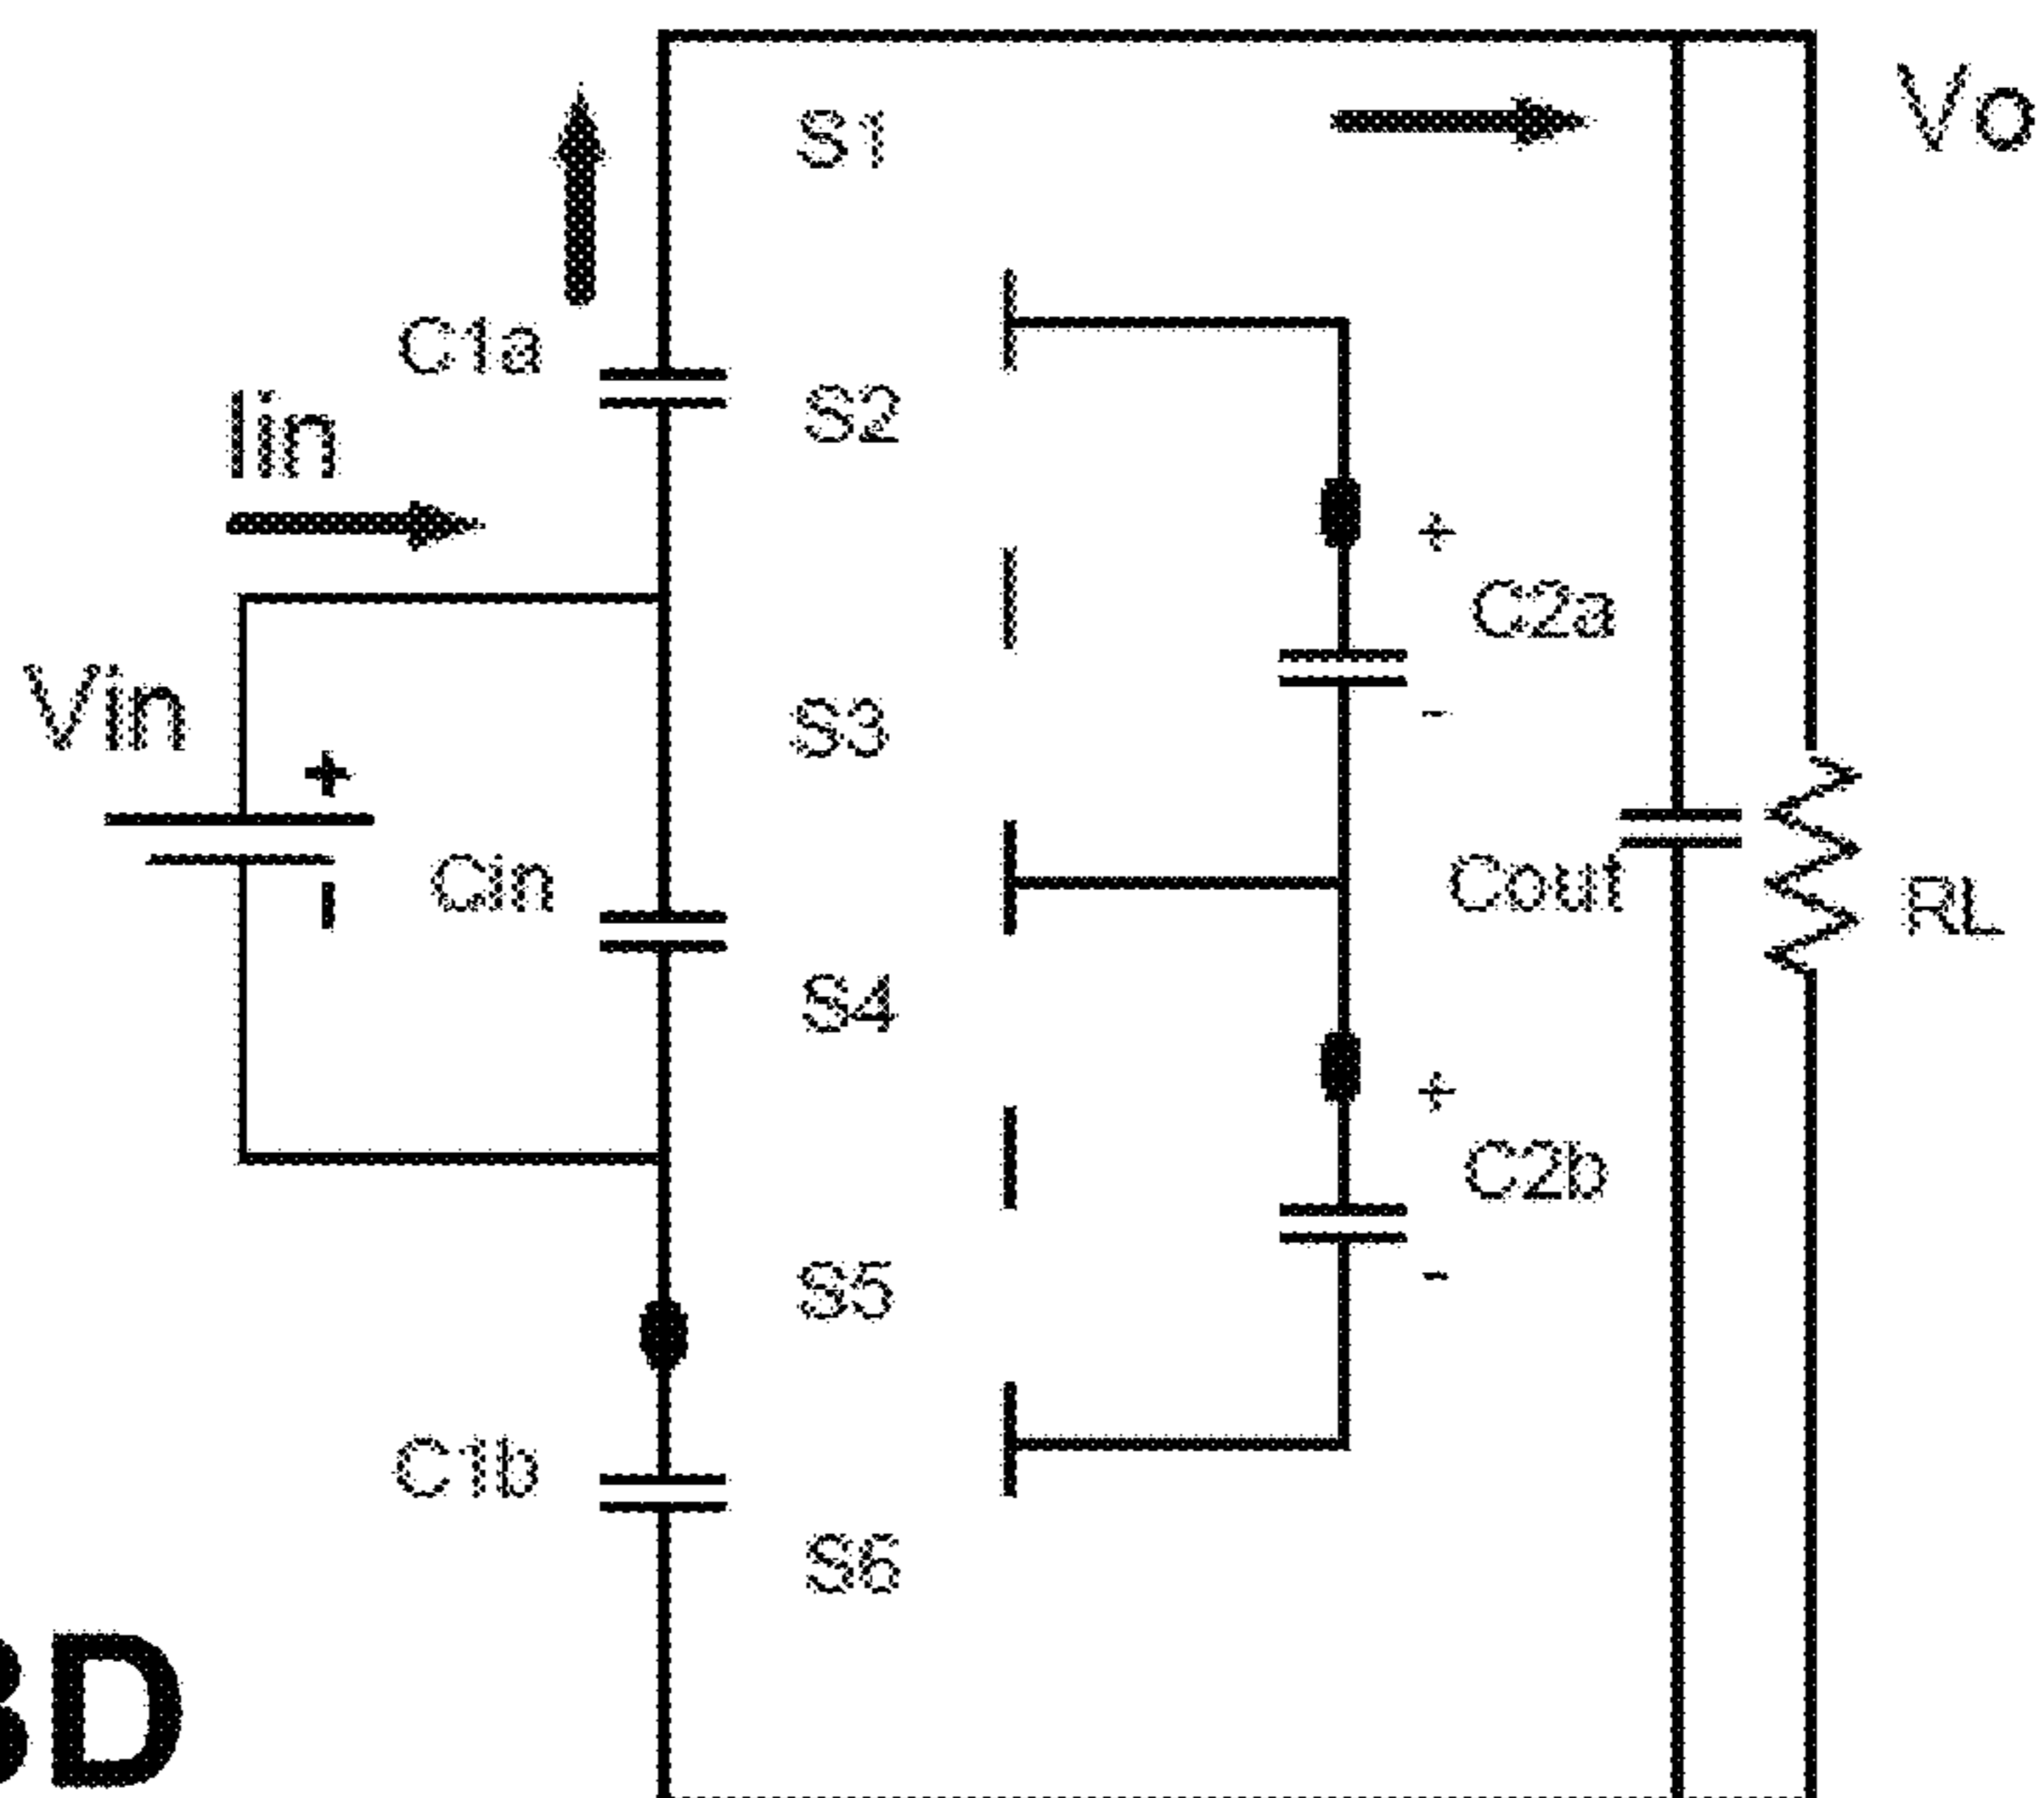 S1
Vo
C1a
S2
Iin
+
C2a
Vin
S3
-
+
Cin
Cout
RL
S4
+
C2b
S5
-
C1b
S6
3D